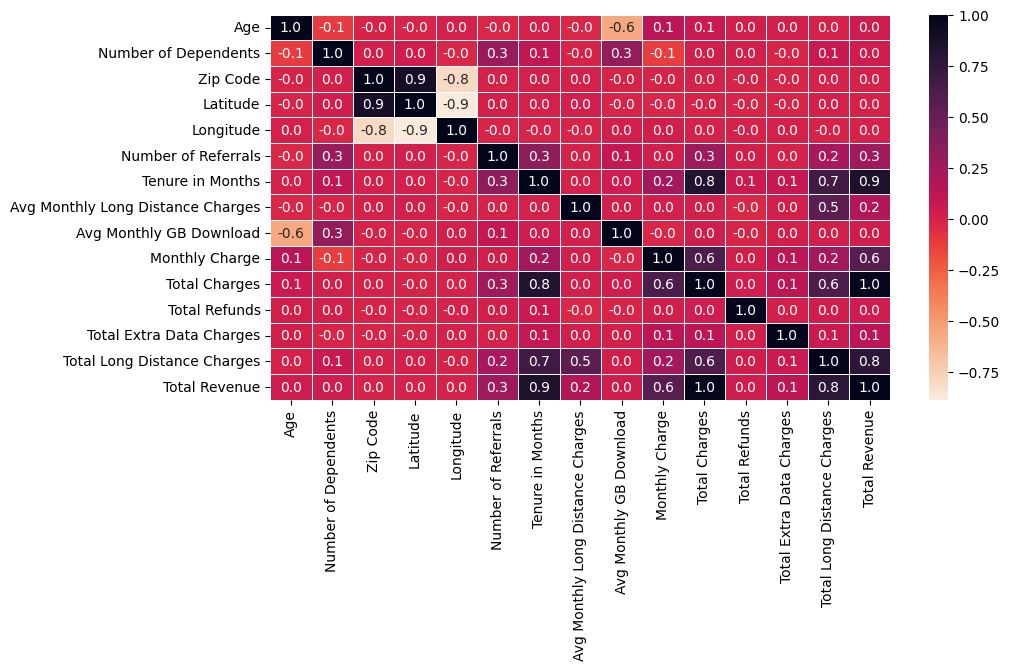 Age 1.0 -0.1 -0.0 -0.0 0.0 -0.0 0.0 -0.0 -0.6 0.1 0.1 0.0 0.0 0.0 0.0
Number of Dependents -0.1 1.0 0.0 0.0 -0.0 0.3 0.1 -0.0 0.3 -0.1 0.0 0.0 -0.0 0.1 0.0
Zip Code -0.0 0.0 1.0 0.9 -0.8 0.0 0.0 0.0 -0.0 -0.0 0.0 -0.0 -0.0 0.0 0.0
Latitude -0.0 0.0 0.9 1.0 -0.9 0.0 0.0 0.0 -0.0 -0.0 -0.0 -0.0 -0.0 0.0 0.0
Longitude 0.0 -0.0 -0.8 -0.9 1.0 -0.0 -0.0 -0.0 0.0 0.0 0.0 -0.0 0.0 -0.0 0.0
Number of Referrals -0.0 0.3 0.0 0.0 -0.0 1.0 0.3 0.0 0.1 0.0 0.3 0.0 0.0 0.2 0.3
Tenure in Months 0.0 0.1 0.0 0.0 -0.0 0.3 1.0 0.0 0.0 0.2 0.8 0.1 0.1 0.7 0.9
Avg Monthly Long Distance Charges -0.0 -0.0 0.0 0.0 -0.0 0.0 0.0 1.0 0.0 0.0 0.0 -0.0 0.0 0.5 0.2
Avg Monthly GB Download -0.6 0.3 -0.0 -0.0 0.0 0.1 0.0 0.0 1.0 -0.0 0.0 -0.0 0.0 0.0 0.0
Monthly Charge 0.1 -0.1 -0.0 -0.0 0.0 0.0 0.2 0.0 -0.0 1.0 0.6 0.0 0.1 0.2 0.6
Total Charges 0.1 0.0 0.0 -0.0 0.0 0.3 0.8 0.0 0.0 0.6 1.0 0.0 0.1 0.6 1.0
Total Refunds 0.0 0.0 -0.0 -0.0 -0.0 0.0 0.1 -0.0 -0.0 0.0 0.0 1.0 0.0 0.0 0.0
Total Extra Data Charges 0.0 -0.0 -0.0 -0.0 0.0 0.0 0.1 0.0 0.0 0.1 0.1 0.0 1.0 0.1 0.1
Total Long Distance Charges 0.0 0.1 0.0 0.0 -0.0 0.2 0.7 0.5 0.0 0.2 0.6 0.0 0.1 1.0 0.8
Total Revenue 0.0 0.0 0.0 0.0 0.0 0.3 0.9 0.2 0.0 0.6 1.0 0.0 0.1 0.8 1.0
Age
Number of Dependents
Zip Code
Latitude
Longitude
Number of Referrals
Tenure in Months
Avg Monthly Long Distance Charges
Avg Monthly GB Download
Monthly Charge
Total Charges
Total Refunds
Total Extra Data Charges
Total Long Distance Charges
Total Revenue
1.00
0.75
0.50
0.25
0.00
−0.25
−0.50
−0.75